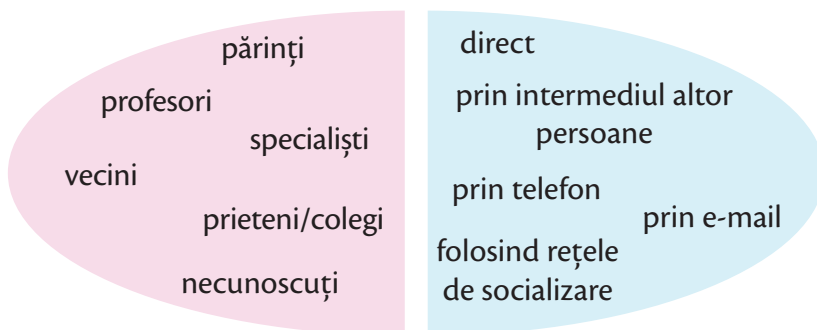 părinți
profesori
specialiști
vecini
prieteni/colegi
necunoscuți
direct
prin intermediul altor
persoane
prin telefon
prin e-mail
folosind rețele
de socializare